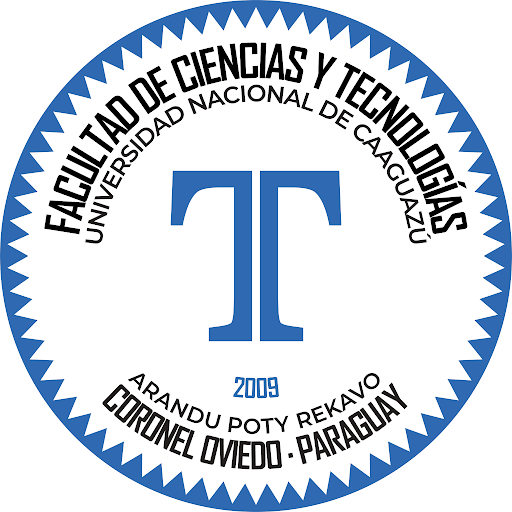 FACULTAD DE CIENCIAS Y TECNOLOGÍAS
UNIVERSIDAD NACIONAL DE CAAGUAZÚ
T
2009
ARANDU POTY REKAVO
CORONEL OVIEDO - PARAGUAY